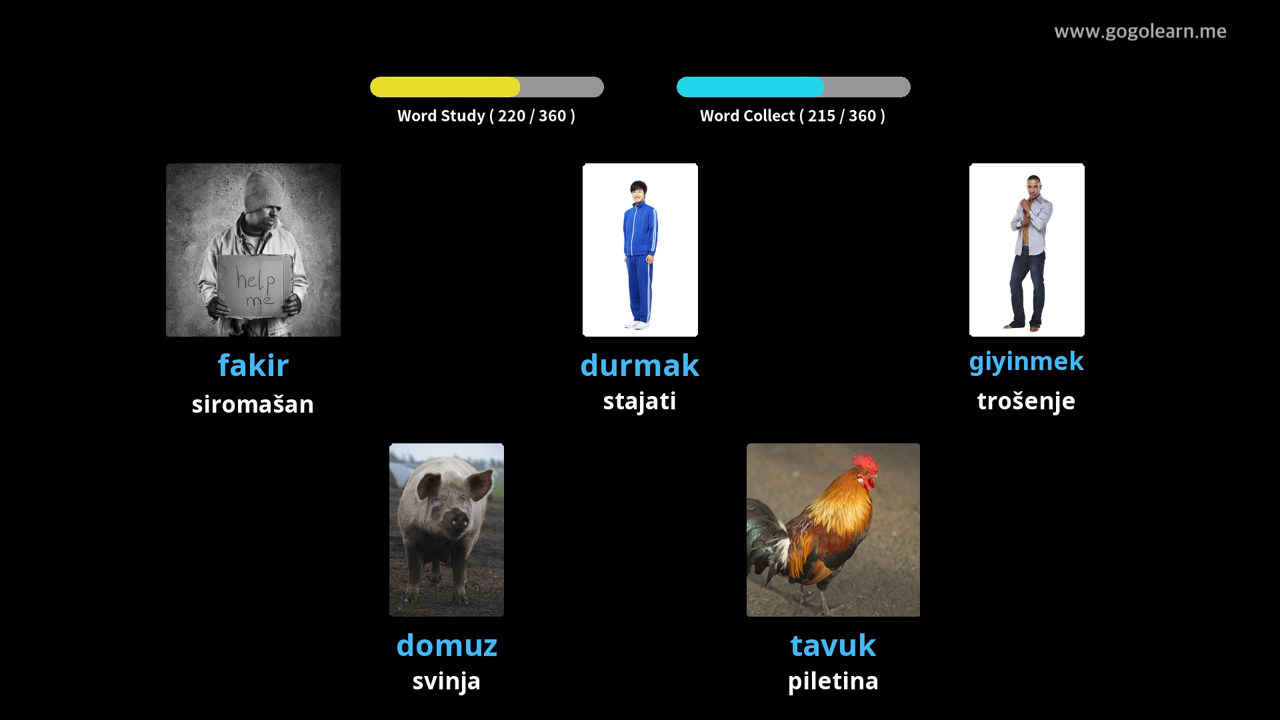 www.gogolearn.me
Word Study ( 220 / 360 )
Word Collect ( 215 / 360 )
help
me
fakir
siromašan
durmak
stajati
giyinmek
trošenje
domuz
svinja
tavuk
piletina